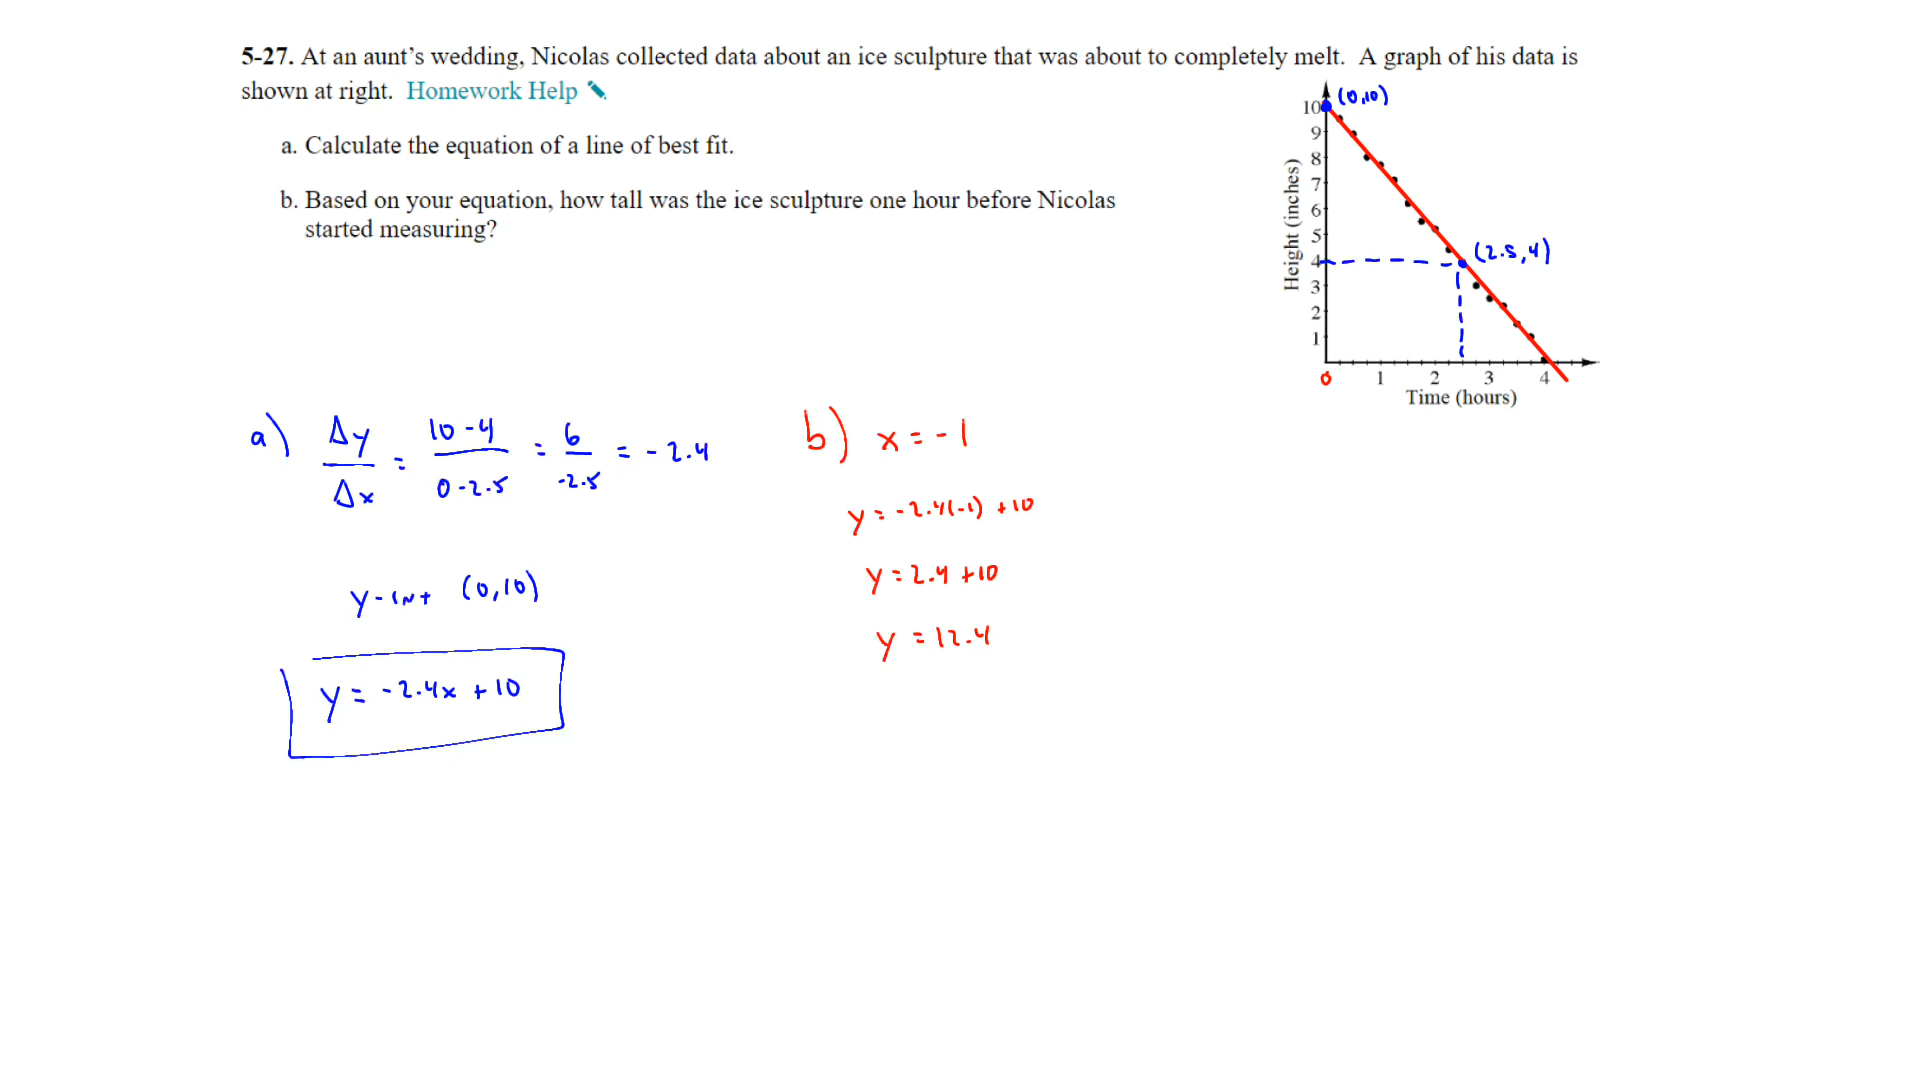 5-27. At an aunt’s wedding, Nicolas collected data about an ice sculpture that was about to completely melt. A graph of his data is
shown at right. Homework Help
a. Calculate the equation of a line of best fit.
b. Based on your equation, how tall was the ice sculpture one hour before Nicolas
started measuring?
(0,10)
10
9
8
7
6
5
4
3
2
1
Height (inches)
(2.5,4)
0 1 2 3 4
Time (hours)
a) Δy/Δx = 10-4/0-2.5 = 6/-2.5 = -2.4
y-int (0,10)
y = -2.4x +10
b) x = -1
y = -2.4(-1) +10
y = 2.4 +10
y = 12.4